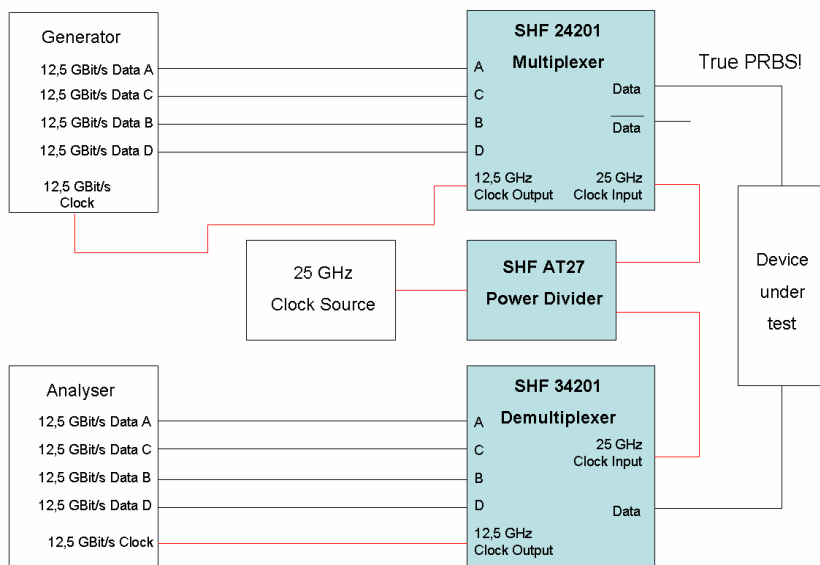 Generator
12,5 GBit/s Data A
12,5 GBit/s Data C
12,5 GBit/s Data B
12,5 GBit/s Data D
12,5 GBit/s
Clock
SHF 24201
Multiplexer
A
C
B
D
Data
Data
12,5 GHz
Clock Output
25 GHz
Clock Input
True PRBS!
25 GHz
Clock Source
SHF AT27
Power Divider
Device
under
test
Analyser
12,5 GBit/s Data A
12,5 GBit/s Data C
12,5 GBit/s Data B
12,5 GBit/s Data D
12,5 GBit/s Clock
SHF 34201
Demultiplexer
A
C
B
D
25 GHz
Clock Input
Data
12,5 GHz
Clock Output